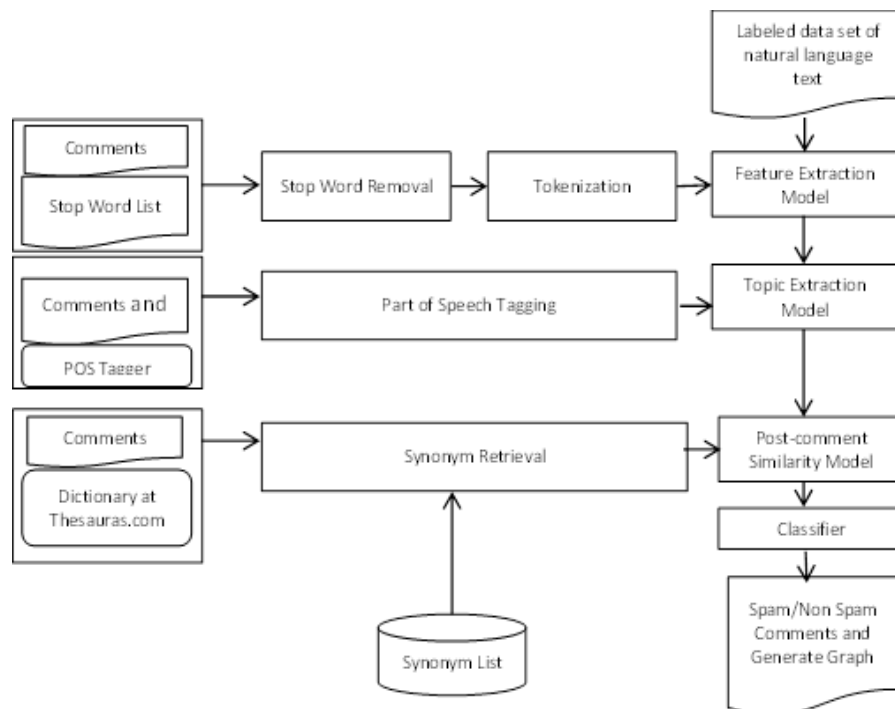 Labeled data set of
natural language
text
Comments
Stop Word List
Stop Word Removal
Tokenization
Feature Extraction
Model
Comments and
POS Tagger
Part of Speech Tagging
Topic Extraction
Model
Comments
Dictionary at
Thesauras.com
Synonym Retrieval
Post-comment
Similarity Model
Classifier
Synonym List
Spam/Non Spam
Comments and
Generate Graph